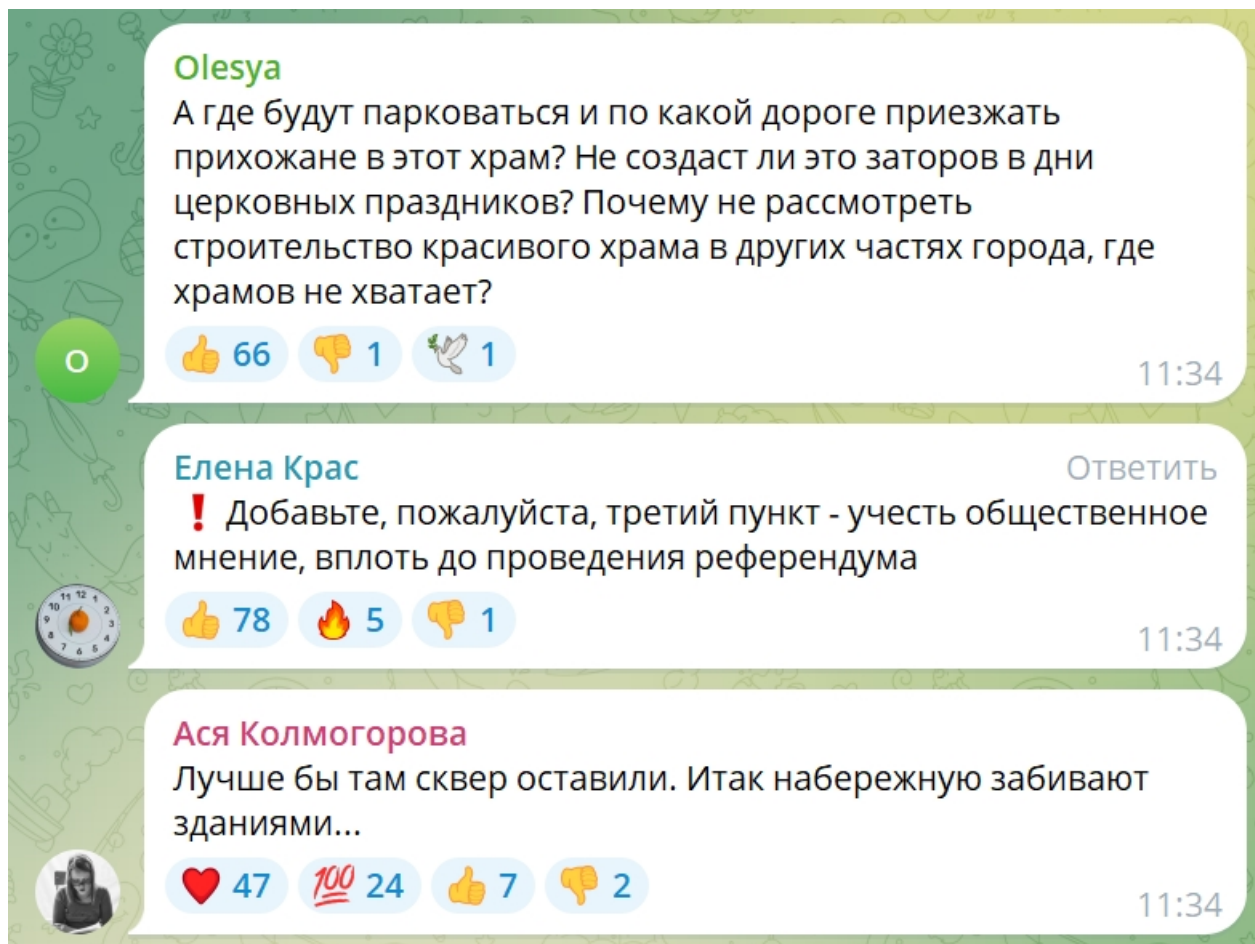 Olesya
А где будут парковаться и по какой дороге приезжать
прихожане в этот храм? Не создаст ли это заторов в дни
церковных праздников? Почему не рассмотреть
строительство красивого храма в других частях города, где
храмов не хватает?
👍 66 👎 1 🕊 1
O
11:34
Елена Крас Ответить
❗ Добавьте, пожалуйста, третий пункт - учесть общественное
мнение, вплоть до проведения референдума
👍 78 🔥 5 👎 1
11:34
Ася Колмогорова
Лучше бы там сквер оставили. Итак набережную забивают
зданиями...
❤️ 47 💯 24 👍 7 👎 2
11:34